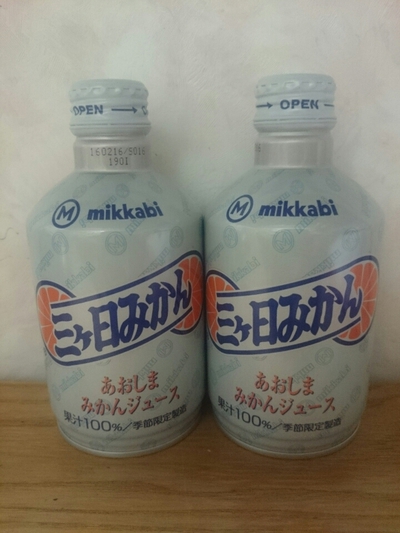 OPEN
160216/501
1901
M mikkabi
三ヶ日みかん
あおしま
みかんジュース
果汁100%/季節限定製造
OPEN
M mikkabi
三ヶ日みかん
あおしま
みかんジュース
果汁100%/季節限定製造